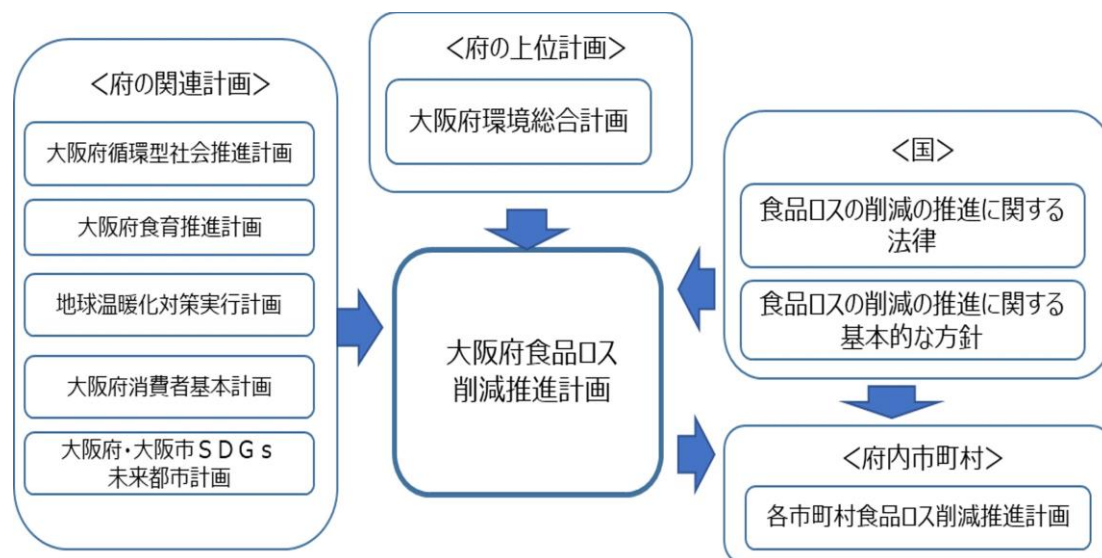 <府の関連計画>
大阪府循環型社会推進計画
大阪府食育推進計画
地球温暖化対策実行計画
大阪府消費者基本計画
大阪府・大阪市SDGs
未来都市計画
<府の上位計画>
大阪府環境総合計画
大阪府食品ロス
削減推進計画
<国>
食品ロスの削減の推進に関する
法律
食品ロスの削減の推進に関する
基本的な方針
<府内市町村>
各市町村食品ロス削減推進計画